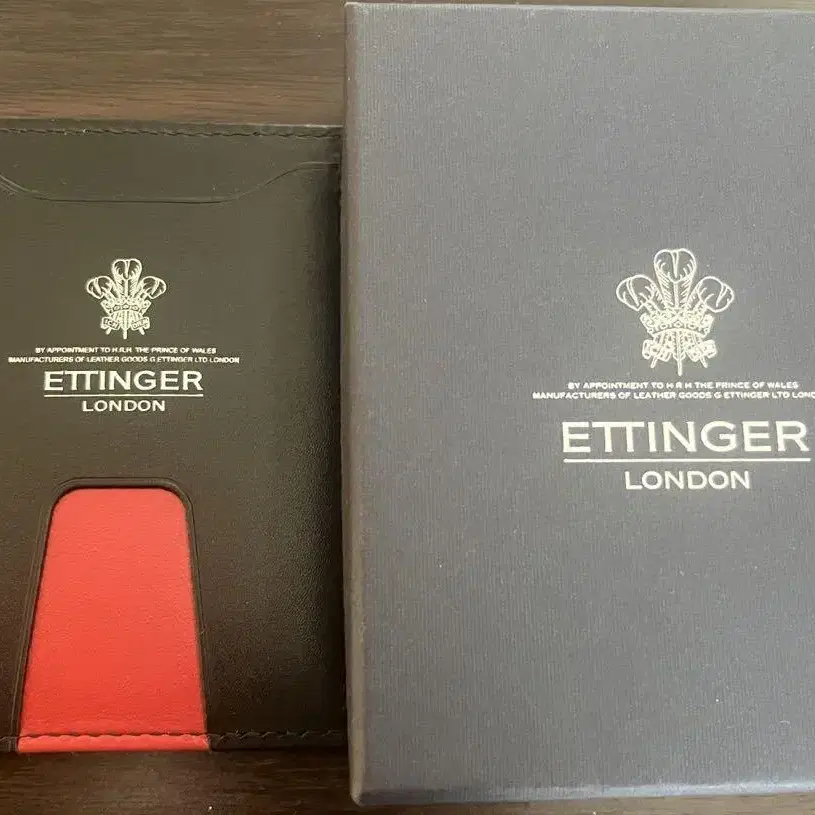 BY APPOINTMENT TO H.R.H. THE PRINCE OF WALES
MANUFACTURERS OF LEATHER GOODS G ETTINGER LTD LONDON
ETTINGER
LONDON
BY APPOINTMENT TO H R H THE PRINCE OF WALES
MANUFACTURERS OF LEATHER GOODS G ETTINGER LTD LOND
ETTINGER
LONDON